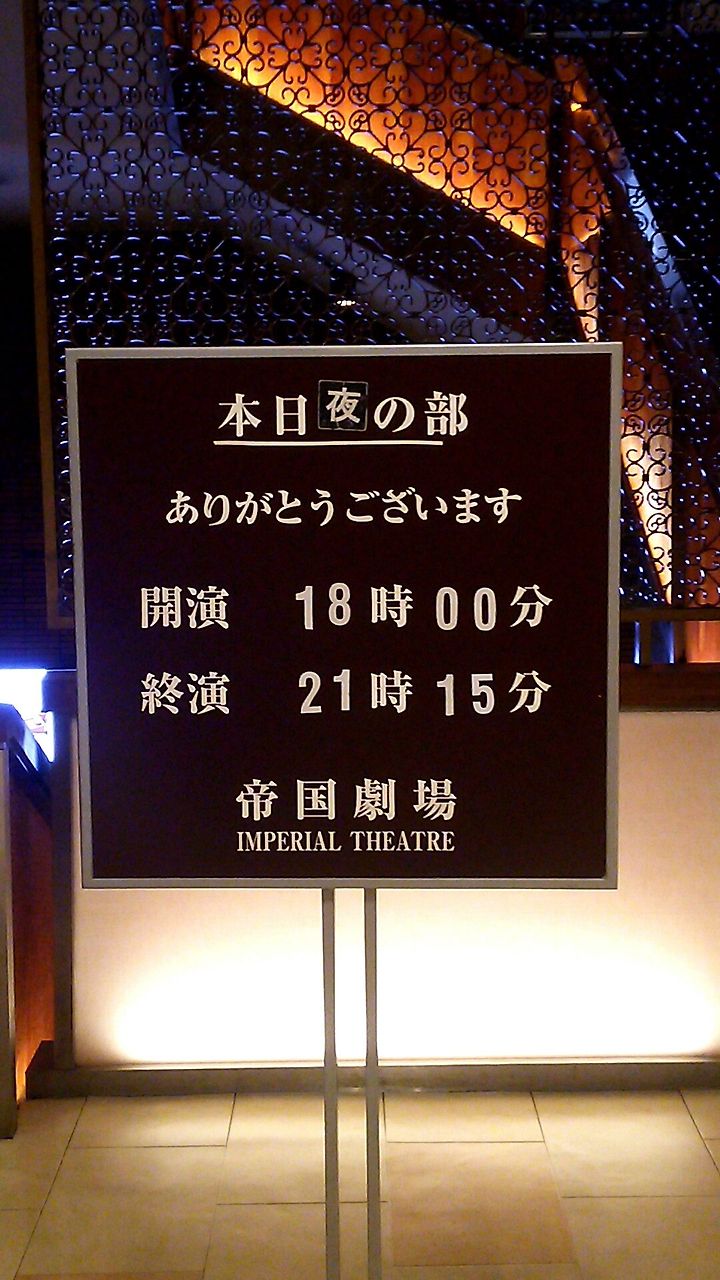 本日夜の部
ありがとうございます
開演 18時00分
終演 21時15分
帝国劇場
IMPERIAL THEATRE